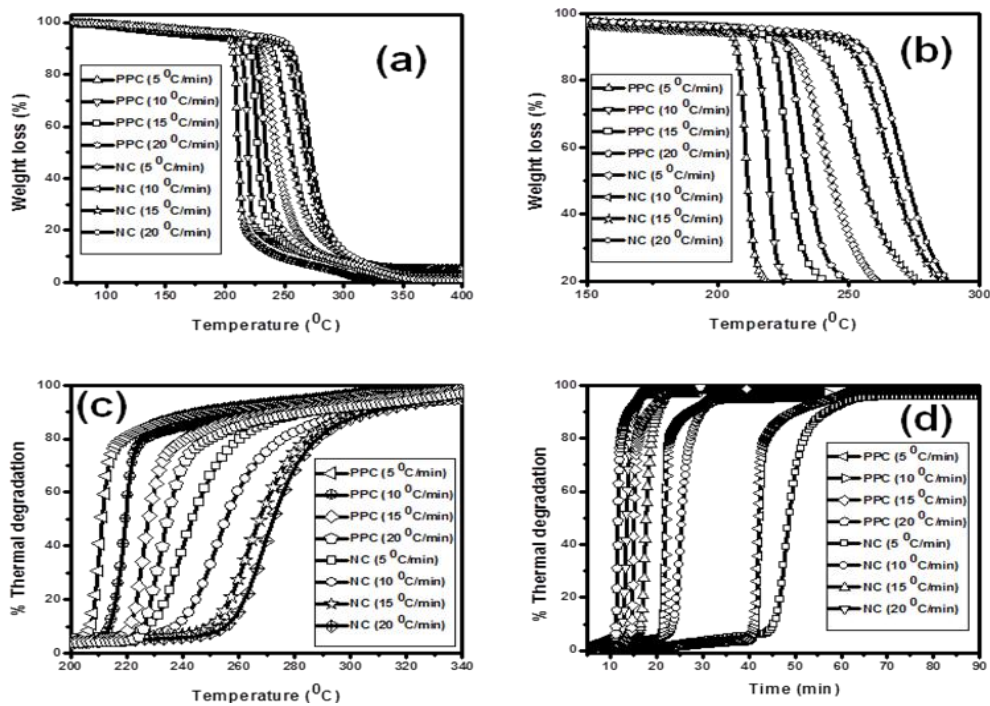 (a)
Weight loss (%)
100
80
60
40
20
0
PPC (5 ⁰C/min)
PPC (10 ⁰C/min)
PPC (15 ⁰C/min)
PPC (20 ⁰C/min)
NC (5 ⁰C/min)
NC (10 ⁰C/min)
NC (15 ⁰C/min)
NC (20 ⁰C/min)
100 150 200 250 300 350 400
Temperature (⁰C)
(b)
Weight loss (%)
100
80
60
40
20
PPC (5 ⁰C/min)
PPC (10 ⁰C/min)
PPC (15 ⁰C/min)
PPC (20 ⁰C/min)
NC (5 ⁰C/min)
NC (10 ⁰C/min)
NC (15 ⁰C/min)
NC (20 ⁰C/min)
150 200 250 300
Temperature (⁰C)
(c)
% Thermal degradation
100
80
60
40
20
0
PPC (5 ⁰C/min)
PPC (10 ⁰C/min)
PPC (15 ⁰C/min)
PPC (20 ⁰C/min)
NC (5 ⁰C/min)
NC (10 ⁰C/min)
NC (15 ⁰C/min)
NC (20 ⁰C/min)
200 220 240 260 280 300 320 340
Temperature (⁰C)
(d)
% Thermal degradation
100
80
60
40
20
0
PPC (5 ⁰C/min)
PPC (10 ⁰C/min)
PPC (15 ⁰C/min)
PPC (20 ⁰C/min)
NC (5 ⁰C/min)
NC (10 ⁰C/min)
NC (15 ⁰C/min)
NC (20 ⁰C/min)
10 20 30 40 50 60 70 80 90
Time (min)